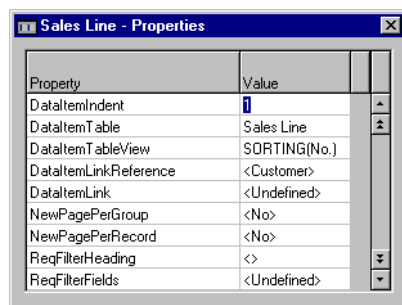 Sales Line - Properties
Property Value
DataItemIndent 1
DataItemTable Sales Line
DataItemTableView SORTING(No.)
DataItemLinkReference <Customer>
DataItemLink <Undefined>
NewPagePerGroup <No>
NewPagePerRecord <No>
ReqFilterHeading <>
ReqFilterFields <Undefined>